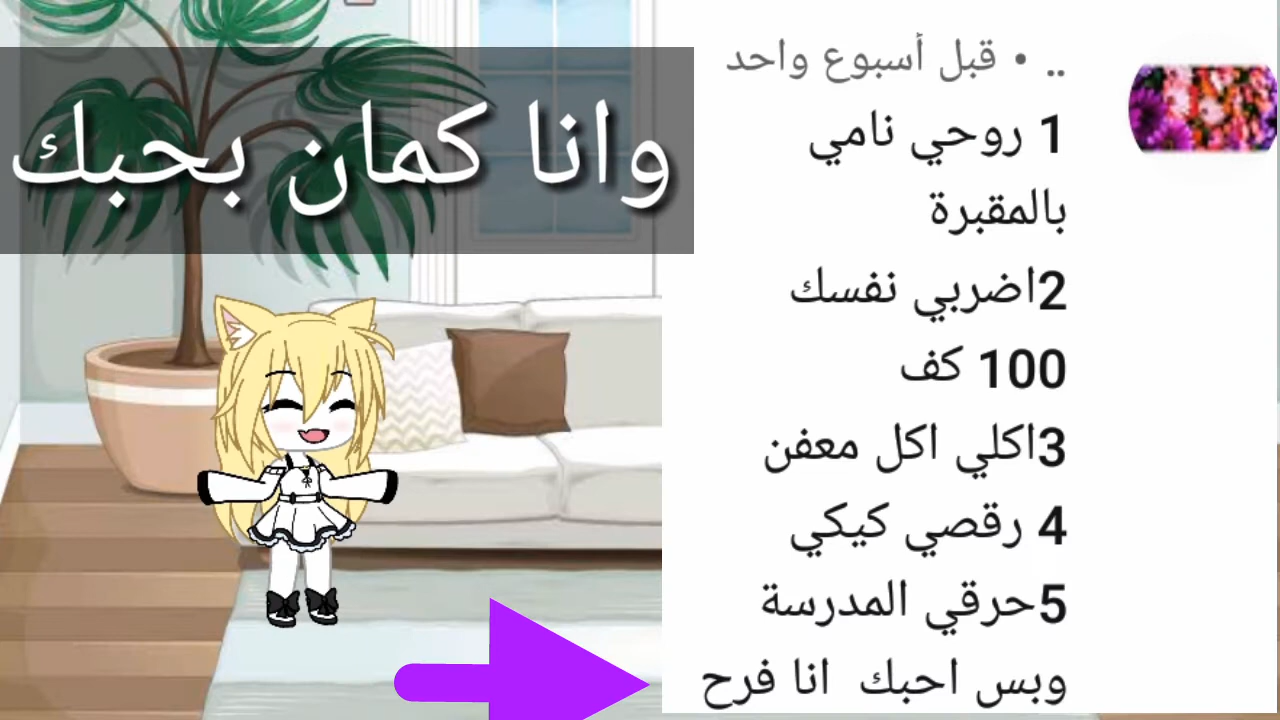 وانا كمان بحبك
.. • قبل أسبوع واحد
1 روحي نامي
بالمقبرة
2اضربي نفسك
100 كف
3اكلي اكل معفن
4 رقصي كيكي
5حرقي المدرسة
وبس احبك انا فرح